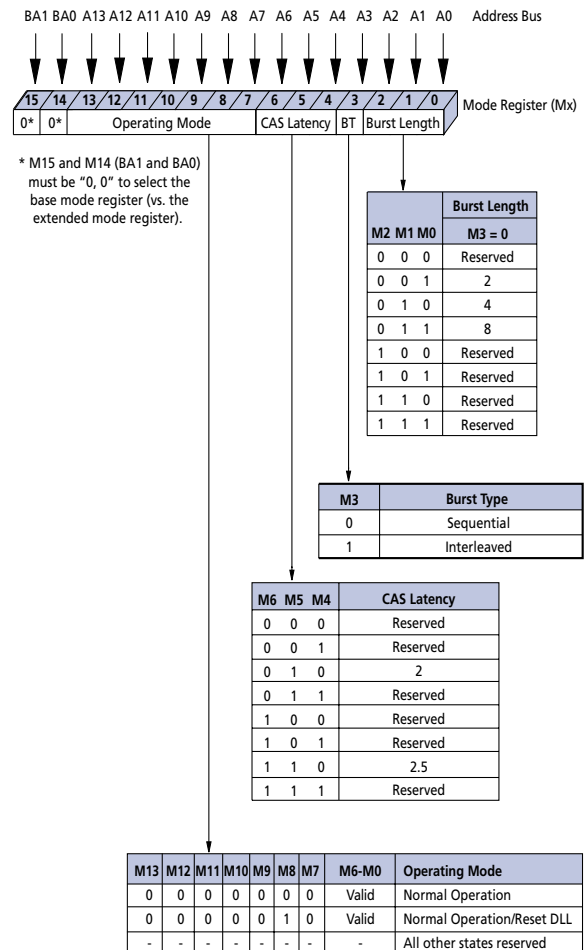 BA1 BA0 A13 A12 A11 A10 A9 A8 A7 A6 A5 A4 A3 A2 A1 A0 Address Bus
15 14 13 12 11 10 9 8 7 6 5 4 3 2 1 0 Mode Register (Mx)
0* 0* Operating Mode CAS Latency BT Burst Length
* M15 and M14 (BA1 and BA0)
must be “0, 0” to select the
base mode register (vs. the
extended mode register).
Burst Length
M2 M1 M0 M3 = 0
0 0 0 Reserved
0 0 1 2
0 1 0 4
0 1 1 8
1 0 0 Reserved
1 0 1 Reserved
1 1 0 Reserved
1 1 1 Reserved
M3 Burst Type
0 Sequential
1 Interleaved
M6 M5 M4 CAS Latency
0 0 0 Reserved
0 0 1 Reserved
0 1 0 2
0 1 1 Reserved
1 0 0 Reserved
1 0 1 Reserved
1 1 0 2.5
1 1 1 Reserved
M13 M12 M11 M10 M9 M8 M7 M6-M0 Operating Mode
0 0 0 0 0 0 0 Valid Normal Operation
0 0 0 0 0 1 0 Valid Normal Operation/Reset DLL
- - - - - - - - All other states reserved